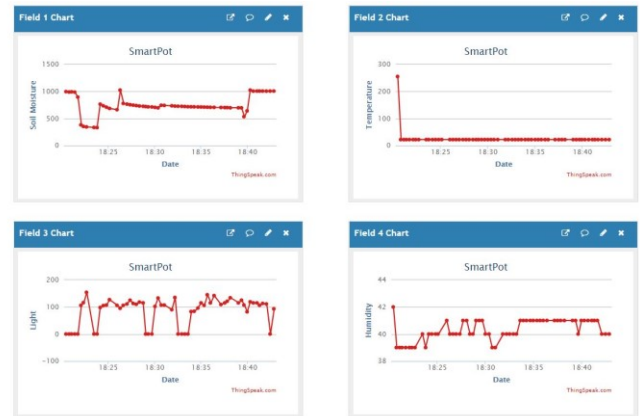 Field 1 Chart
SmartPot
1500
1000
500
0
Soil Moisture
18:25
18:30
18:35
18:40
Date
ThingSpeak.com
Field 2 Chart
SmartPot
300
200
100
0
Temperature
18:25
18:30
18:35
18:40
Date
ThingSpeak.com
Field 3 Chart
SmartPot
200
100
0
-100
Light
18:25
18:30
18:35
18:40
Date
ThingSpeak.com
Field 4 Chart
SmartPot
44
42
40
38
Humidity
18:25
18:30
18:35
18:40
Date
ThingSpeak.com